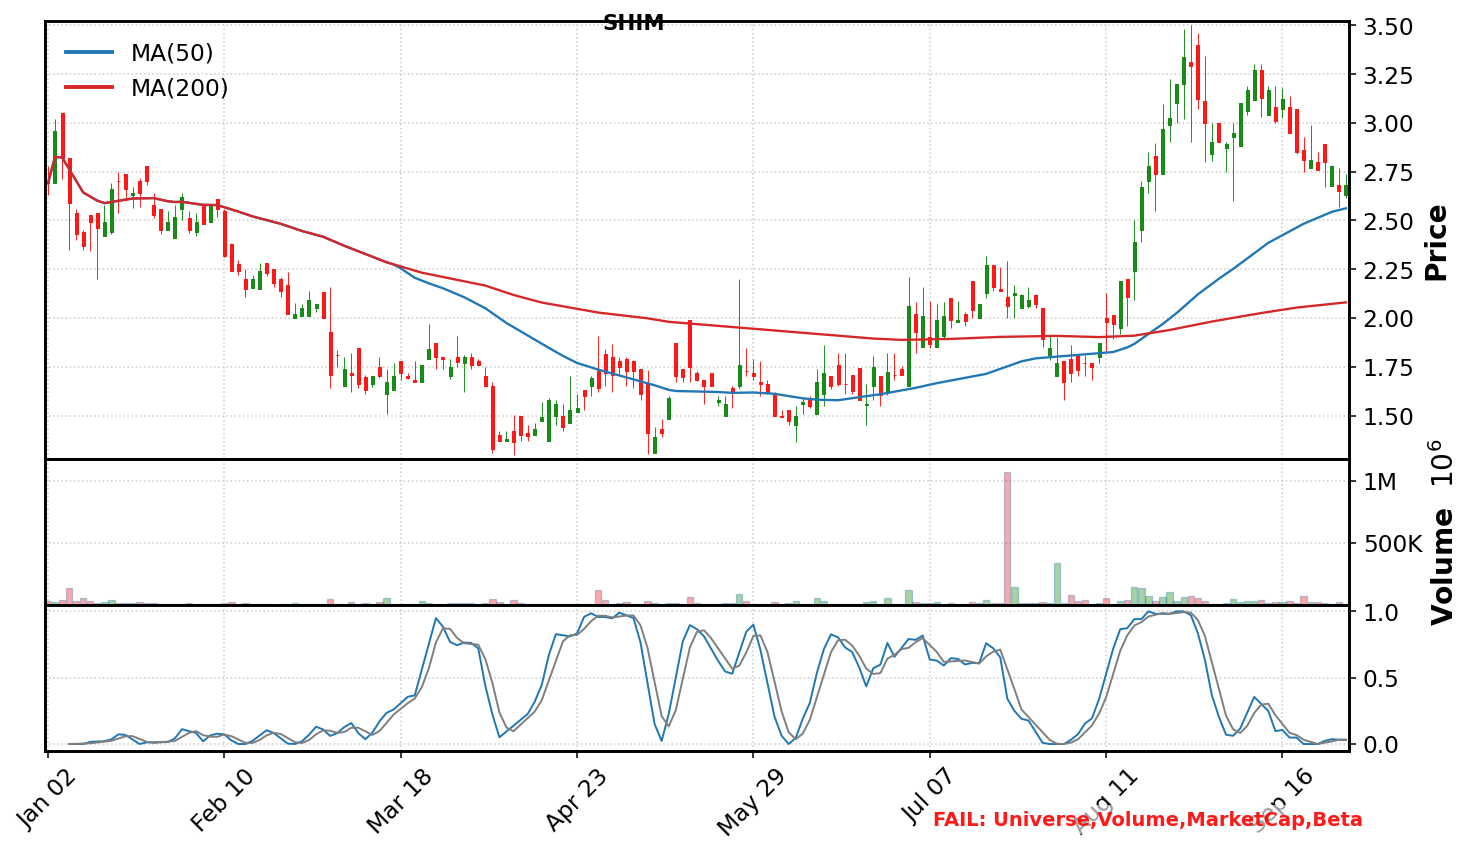 SHIM
MA(50)
MA(200)
3.50
3.25
3.00
2.75
2.50
2.25
2.00
1.75
1.50
Price
1M
500K
Volume 10^6
1.0
0.5
0.0
Jan 02
Feb 10
Mar 18
Apr 23
May 29
Jul 07
Aug 11
Sep 16
FAIL: Universe,Volume,MarketCap,Beta